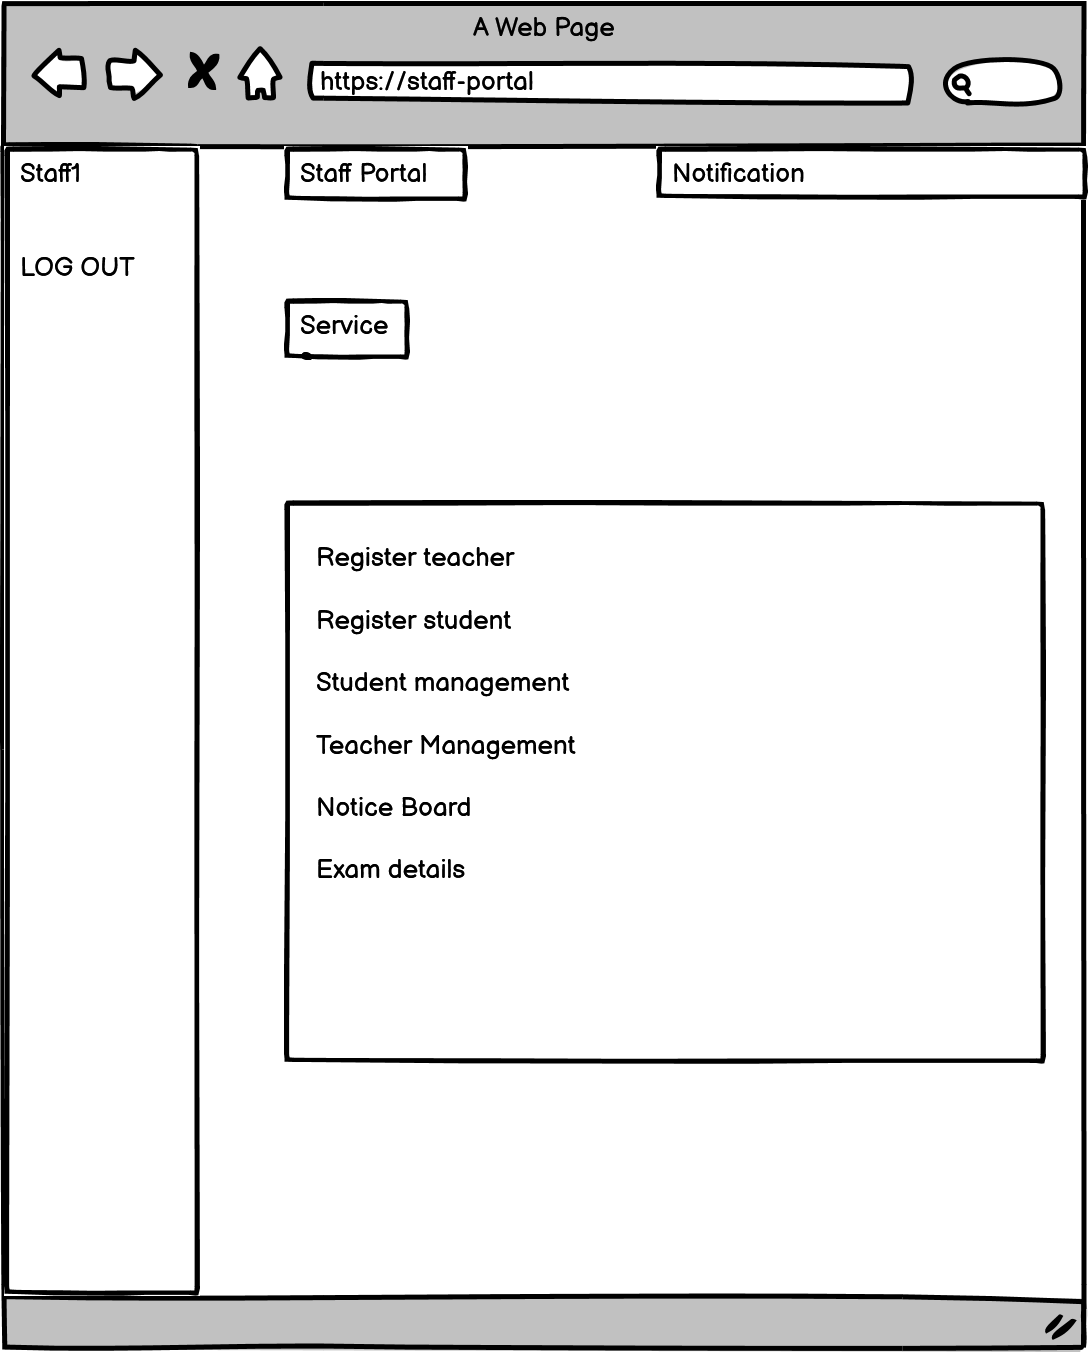 A Web Page
https://staff-portal
Staff1
Staff Portal
Notification
LOG OUT
Service
Register teacher
Register student
Student management
Teacher Management
Notice Board
Exam details